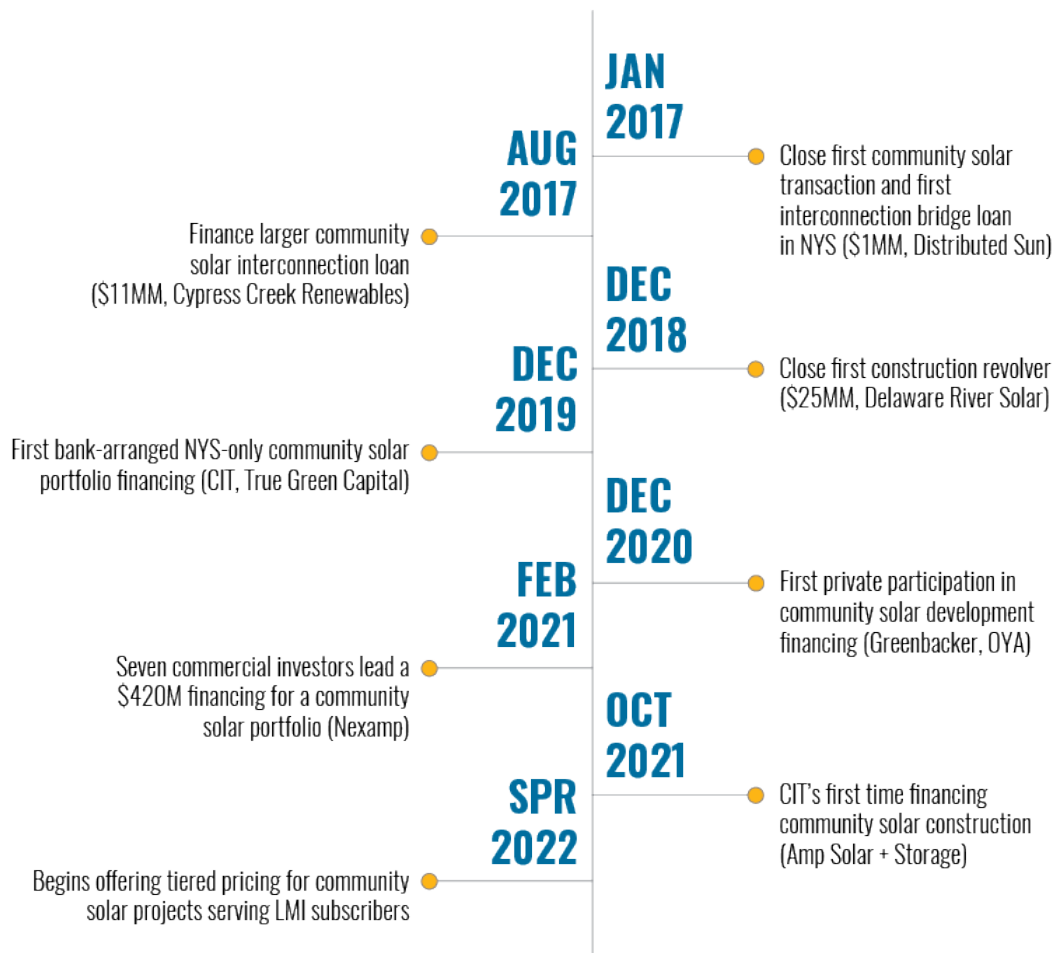 JAN
2017
Close first community solar
transaction and first
interconnection bridge loan
in NYS ($1MM, Distributed Sun)
AUG
2017
Finance larger community
solar interconnection loan
($11MM, Cypress Creek Renewables)
DEC
2018
Close first construction revolver
($25MM, Delaware River Solar)
DEC
2019
First bank-arranged NYS-only community solar
portfolio financing (CIT, True Green Capital)
DEC
2020
First private participation in
community solar development
financing (Greenbacker, OYA)
FEB
2021
Seven commercial investors lead a
$420M financing for a community
solar portfolio (Nexamp)
OCT
2021
CIT's first time financing
community solar construction
(Amp Solar + Storage)
SPR
2022
Begins offering tiered pricing for community
solar projects serving LMI subscribers